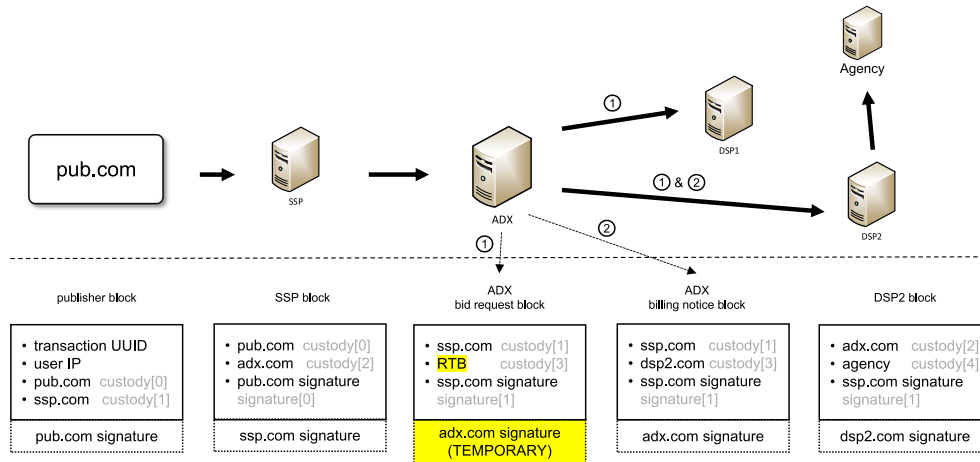 Agency
①
DSP1
pub.com
SSP
① & ②
ADX
DSP2
①
②
publisher block
SSP block
ADX
bid request block
ADX
billing notice block
DSP2 block
• transaction UUID
• user IP
• pub.com custody[0]
• ssp.com custody[1]
pub.com signature
• pub.com custody[0]
• adx.com custody[2]
• pub.com signature
signature[0]
ssp.com signature
• ssp.com custody[1]
• RTB custody[3]
• ssp.com signature
signature[1]
adx.com signature
(TEMPORARY)
• ssp.com custody[1]
• dsp2.com custody[3]
• ssp.com signature
signature[1]
adx.com signature
• adx.com custody[2]
• agency custody[4]
• ssp.com signature
signature[1]
dsp2.com signature